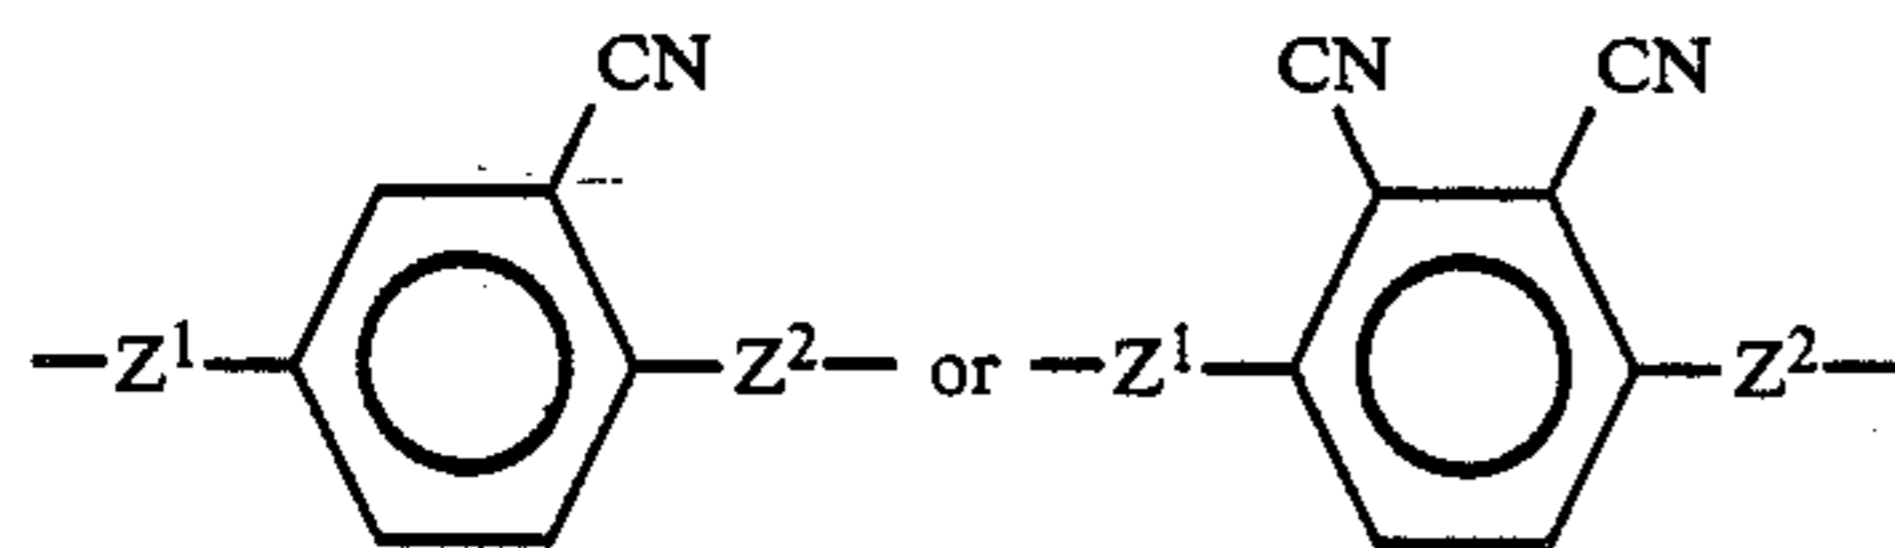 CN CN CN
—Z¹— —Z²— or —Z¹— —Z²—